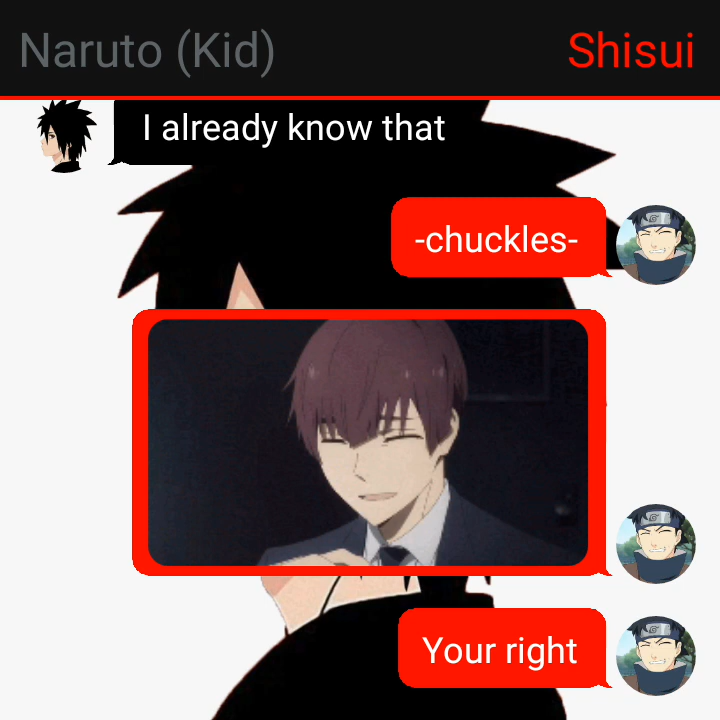 Naruto (Kid) Shisui
I already know that
-chuckles-
Your right